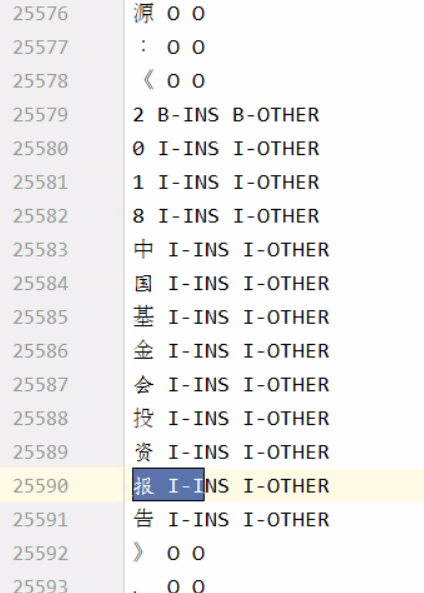 25576 源 O O
25577 : O O
25578 《 O O
25579 2 B-INS B-OTHER
25580 0 I-INS I-OTHER
25581 1 I-INS I-OTHER
25582 8 I-INS I-OTHER
25583 中 I-INS I-OTHER
25584 国 I-INS I-OTHER
25585 基 I-INS I-OTHER
25586 金 I-INS I-OTHER
25587 会 I-INS I-OTHER
25588 投 I-INS I-OTHER
25589 资 I-INS I-OTHER
25590 报 I-INS I-OTHER
25591 告 I-INS I-OTHER
25592 》 O O
25593 . O O